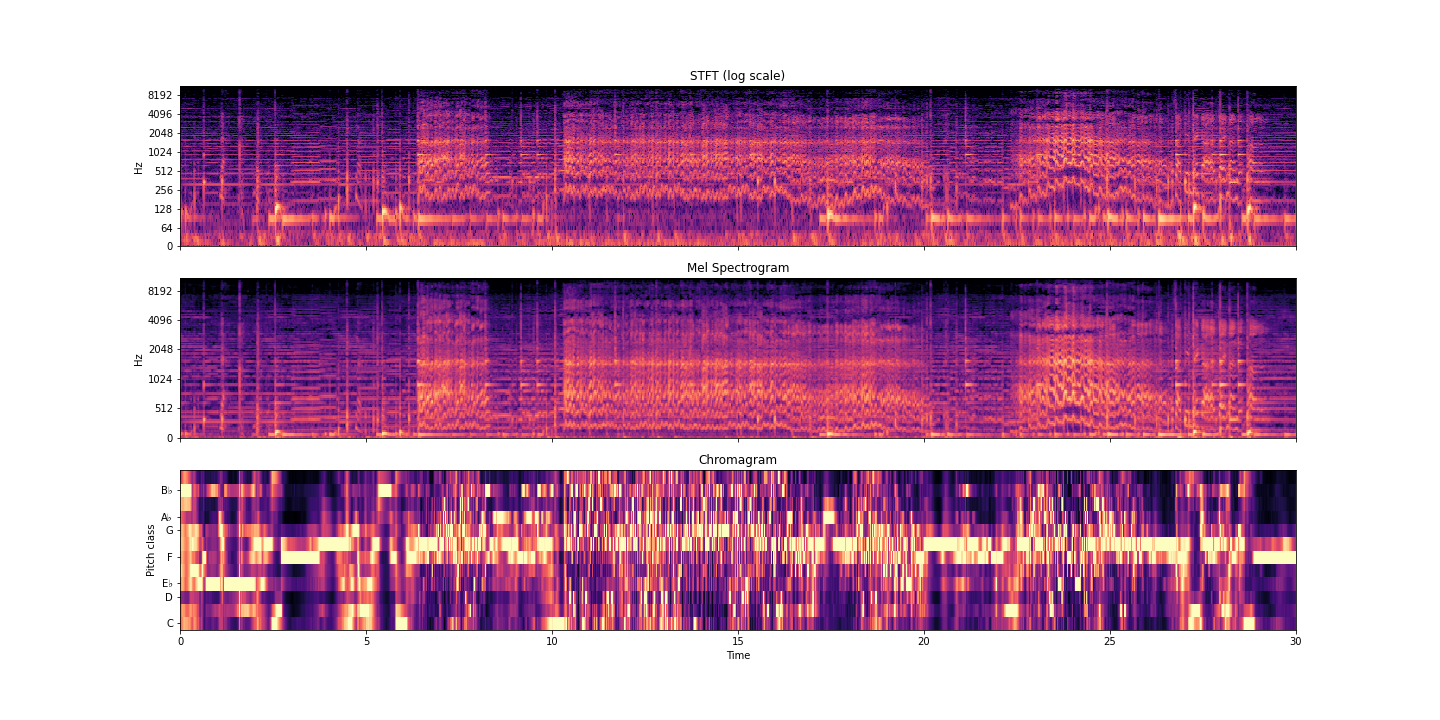 STFT (log scale)
8192
4096
2048
1024
512
256
128
64
0
Hz
Mel Spectrogram
8192
4096
2048
1024
512
0
Hz
Chromagram
B♭
A♭
G
F
E♭
D
C
Pitch class
0 5 10 15 20 25 30
Time